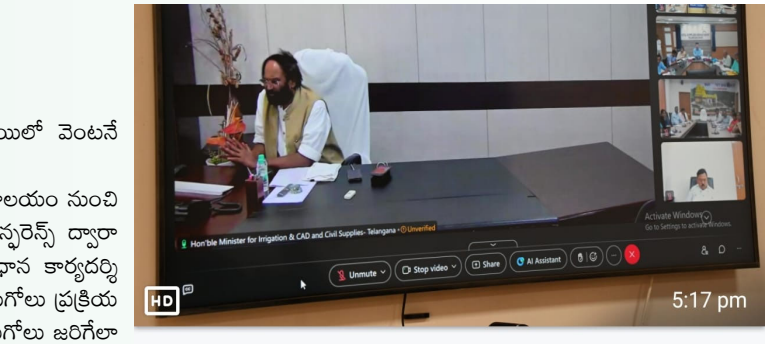 యిలో వెంటనే
ాలయం నుంచి
న్ఫరెన్స్ ద్వారా
ధాన కార్యదర్శి
ుగోలు ప్రక్రియ
ుగోలు జరిగేలా
Hon'ble Minister for Irrigation & CAD and Civil Supplies- Telangana • Unverified
Activate Windows
Go to Settings to activate Windows.
Unmute
Stop video
Share
AI Assistant
HD
5:17 pm